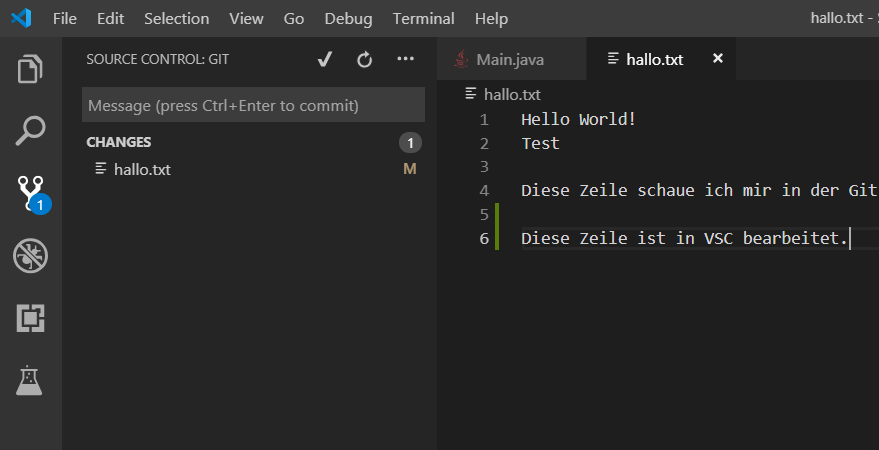 File Edit Selection View Go Debug Terminal Help hallo.txt -
SOURCE CONTROL: GIT
Message (press Ctrl+Enter to commit)
CHANGES 1
hallo.txt M
1
Main.java hallo.txt
hallo.txt
1 Hello World!
2 Test
3
4 Diese Zeile schaue ich mir in der Git
5
6 Diese Zeile ist in VSC bearbeitet.